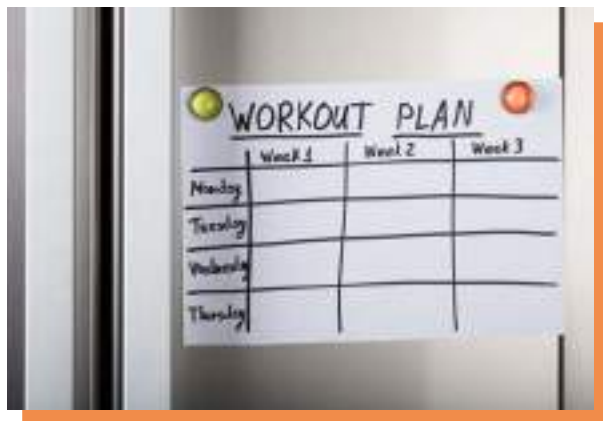 WORKOUT PLAN
Week 1 Week 2 Week 3
Monday
Tuesday
Wednesday
Thursday